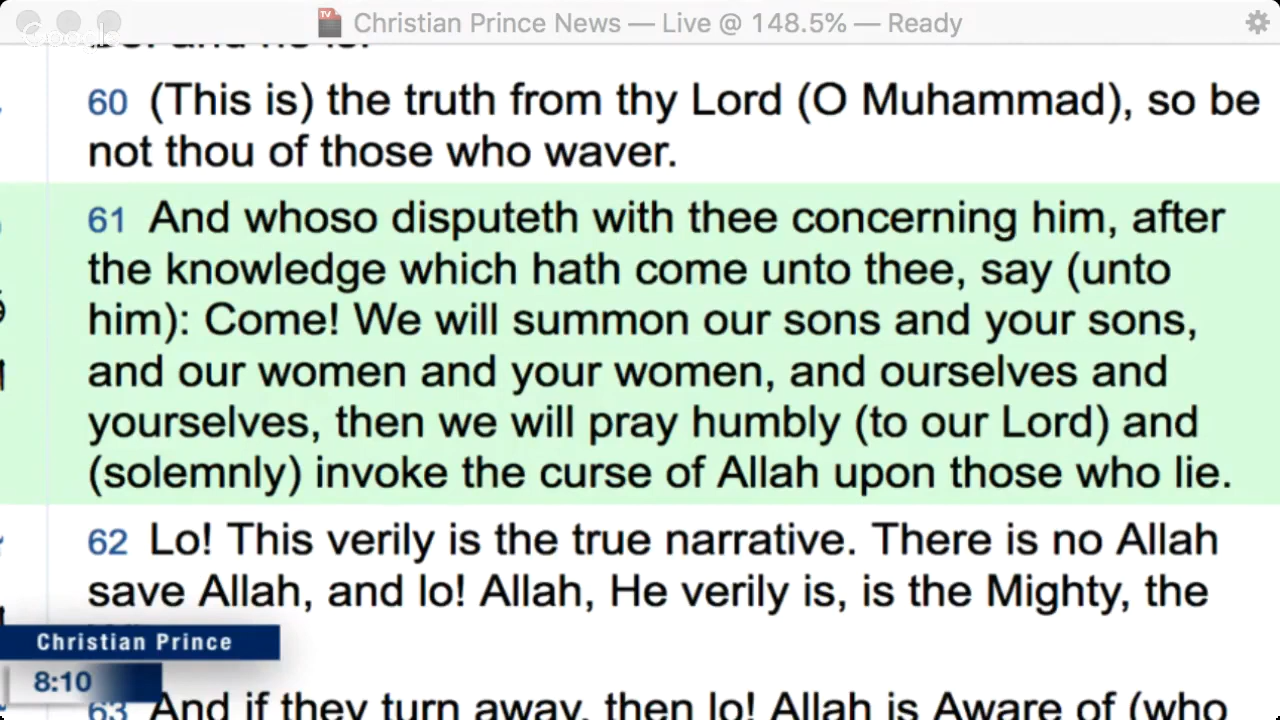 Christian Prince News — Live @ 148.5% — Ready
Google
60 (This is) the truth from thy Lord (O Muhammad), so be
not thou of those who waver.
61 And whoso disputeth with thee concerning him, after
the knowledge which hath come unto thee, say (unto
him): Come! We will summon our sons and your sons,
and our women and your women, and ourselves and
yourselves, then we will pray humbly (to our Lord) and
(solemnly) invoke the curse of Allah upon those who lie.
62 Lo! This verily is the true narrative. There is no Allah
save Allah, and lo! Allah, He verily is, is the Mighty, the
Christian Prince
8:10
63 And if they turn away, then lo! Allah is Aware of (who